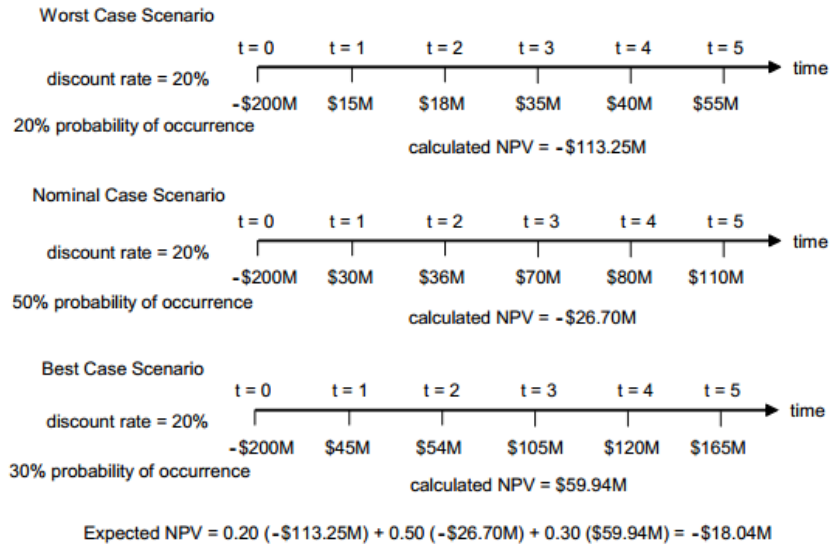 Worst Case Scenario
t = 0 t = 1 t = 2 t = 3 t = 4 t = 5
time
discount rate = 20%
-$200M $15M $18M $35M $40M $55M
20% probability of occurrence
calculated NPV = -$113.25M
Nominal Case Scenario
t = 0 t = 1 t = 2 t = 3 t = 4 t = 5
time
discount rate = 20%
-$200M $30M $36M $70M $80M $110M
50% probability of occurrence
calculated NPV = -$26.70M
Best Case Scenario
t = 0 t = 1 t = 2 t = 3 t = 4 t = 5
time
discount rate = 20%
-$200M $45M $54M $105M $120M $165M
30% probability of occurrence
calculated NPV = $59.94M
Expected NPV = 0.20 (-$113.25M) + 0.50 (-$26.70M) + 0.30 ($59.94M) = -$18.04M